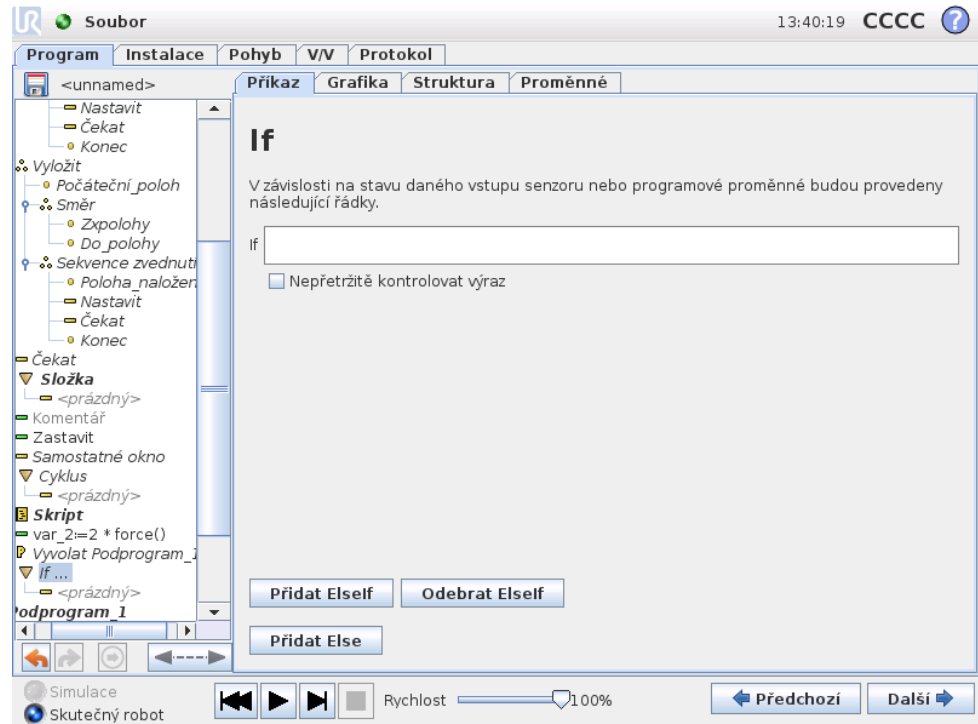 UR Soubor 13:40:19 CCCC ?
Program Instalace Pohyb V/V Protokol
<unnamed>
Příkaz Grafika Struktura Proměnné
Nastavit
Čekat
Konec
Vyložit
Počáteční_poloh
Směr
Zxpolohy
Do_polohy
Sekvence zvednutí
Poloha_naložen
Nastavit
Čekat
Konec
Čekat
Složka
<prázdný>
Komentář
Zastavit
Samostatné okno
Cyklus
<prázdný>
Skript
var_2:=2 * force()
Vyvolat Podprogram_1
If ...
<prázdný>
Podprogram_1
If
V závislosti na stavu daného vstupu senzoru nebo programové proměnné budou provedeny
následující řádky.
If
Nepřetržitě kontrolovat výraz
Přidat ElseIf Odebrat ElseIf
Přidat Else
Simulace
Skutečný robot
Rychlost 100%
Předchozí Další